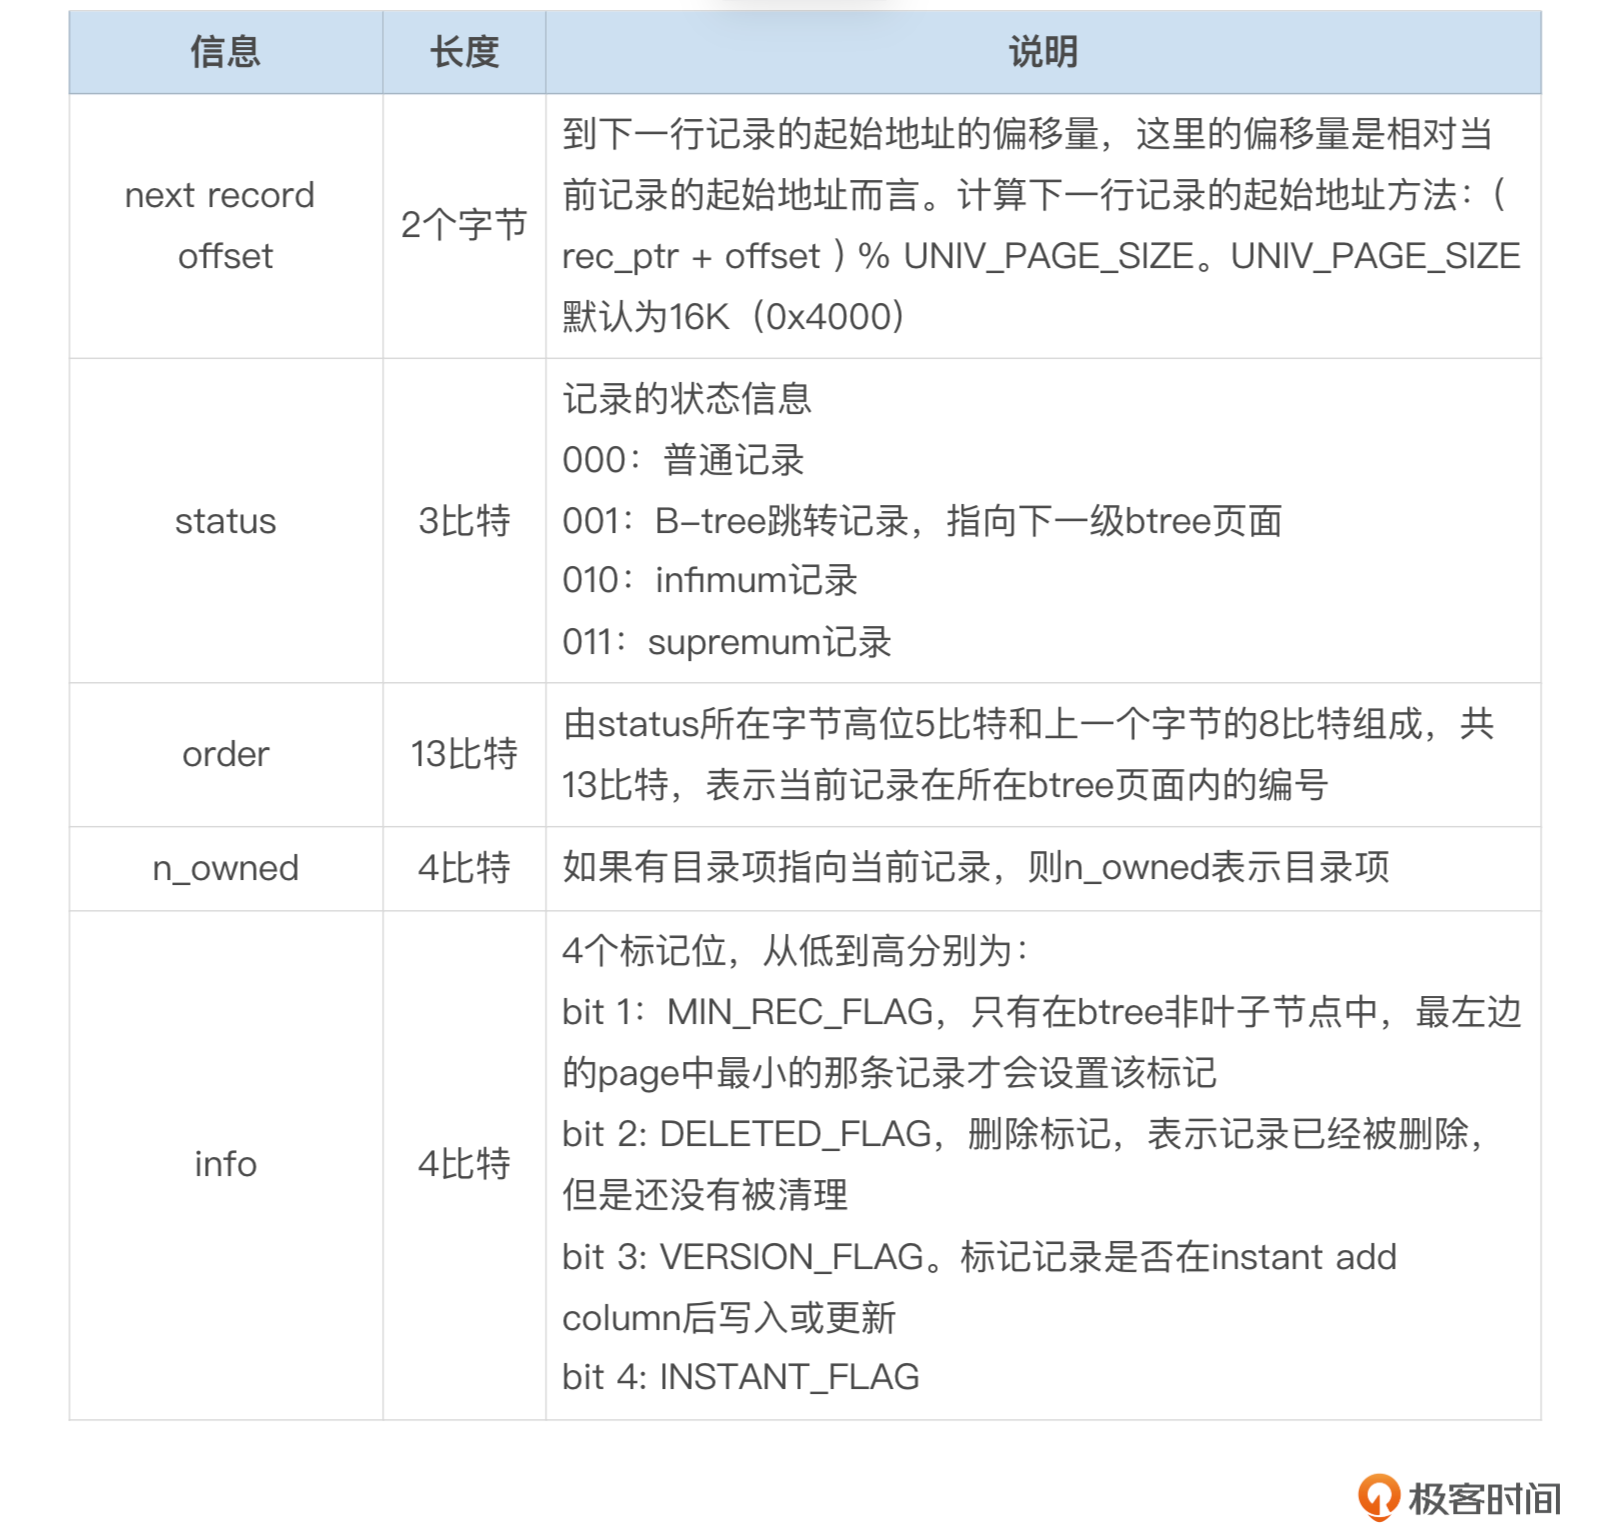 信息 长度 说明
到下一行记录的起始地址的偏移量，这里的偏移量是相对当
前记录的起始地址而言。计算下一行记录的起始地址方法：（
next record
offset
2个字节
rec_ptr + offset ) % UNIV_PAGE_SIZE。UNIV_PAGE_SIZE
默认为16K（0x4000）
status
3比特
记录的状态信息
000：普通记录
001：B-tree跳转记录，指向下一级btree页面
010：infimum记录
011：supremum记录
order
13比特
由status所在字节高位5比特和上一个字节的8比特组成，共
13比特，表示当前记录在所在btree页面内的编号
n_owned
4比特
如果有目录项指向当前记录，则n_owned表示目录项
info
4比特
4个标记位，从低到高分别为：
bit 1：MIN_REC_FLAG，只有在btree非叶子节点中，最左边
的page中最小的那条记录才会设置该标记
bit 2: DELETED_FLAG，删除标记，表示记录已经被删除，
但是还没有被清理
bit 3: VERSION_FLAG。标记记录是否在instant add
column后写入或更新
bit 4: INSTANT_FLAG
极客时间